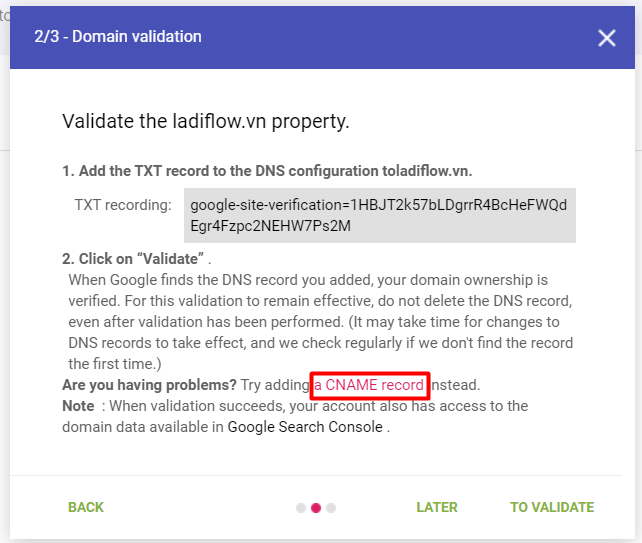 to
2/3 - Domain validation
Validate the ladiflow.vn property.
1. Add the TXT record to the DNS configuration toladiflow.vn.
TXT recording: google-site-verification=1HBJT2k57bLDgrrR4BcHeFWQd
Egr4Fzpc2NEHW7Ps2M
2. Click on “Validate” .
When Google finds the DNS record you added, your domain ownership is
verified. For this validation to remain effective, do not delete the DNS record,
even after validation has been performed. (It may take time for changes to
DNS records to take effect, and we check regularly if we don't find the record
the first time.)
Are you having problems? Try adding a CNAME record instead.
Note : When validation succeeds, your account also has access to the
domain data available in Google Search Console .
BACK LATER TO VALIDATE